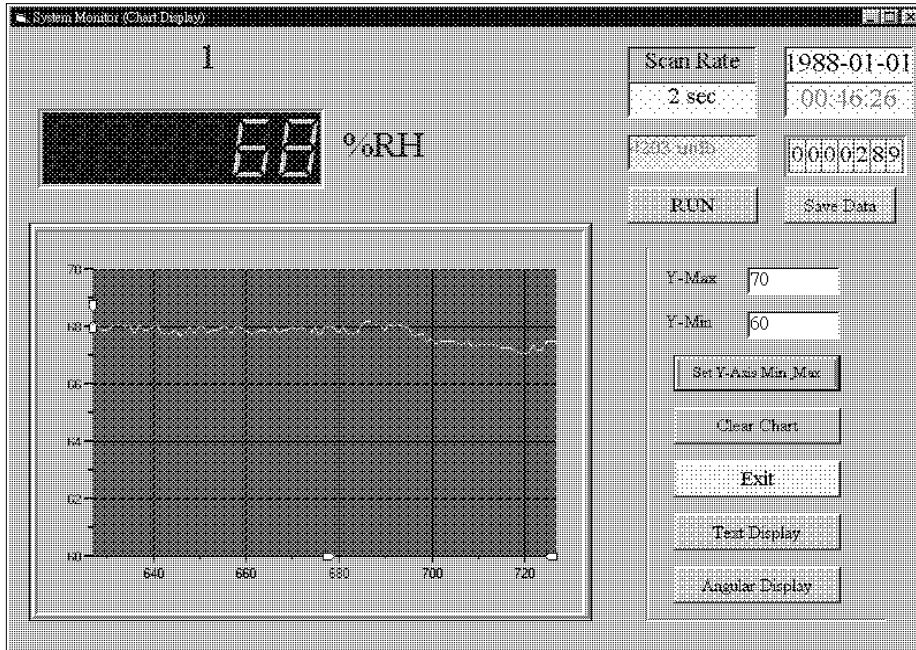 System Monitor (Chart Display)
1
Scan Rate
1988-01-01
2 sec
00:46:26
68
%RH
0000289
RUN
Save Data
Y-Max
70
Y-Min
60
Set Y-Axis Min_Max
Clear Chart
Exit
Text Display
Angular Display
70
68
66
64
62
60
640
660
680
700
720